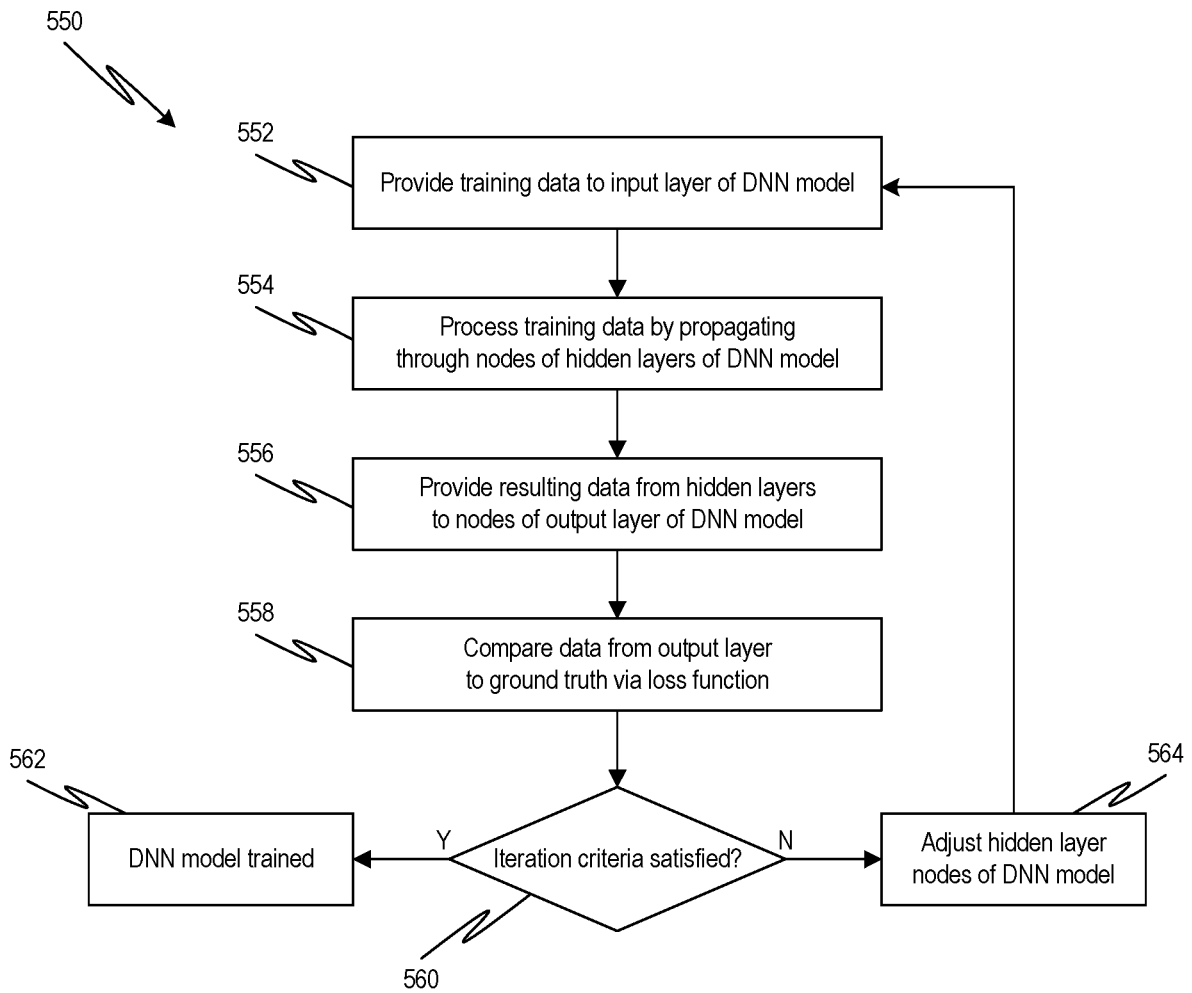 550
552
Provide training data to input layer of DNN model
554
Process training data by propagating
through nodes of hidden layers of DNN model
556
Provide resulting data from hidden layers
to nodes of output layer of DNN model
558
Compare data from output layer
to ground truth via loss function
562
564
Y
N
DNN model trained
Iteration criteria satisfied?
Adjust hidden layer
nodes of DNN model
560